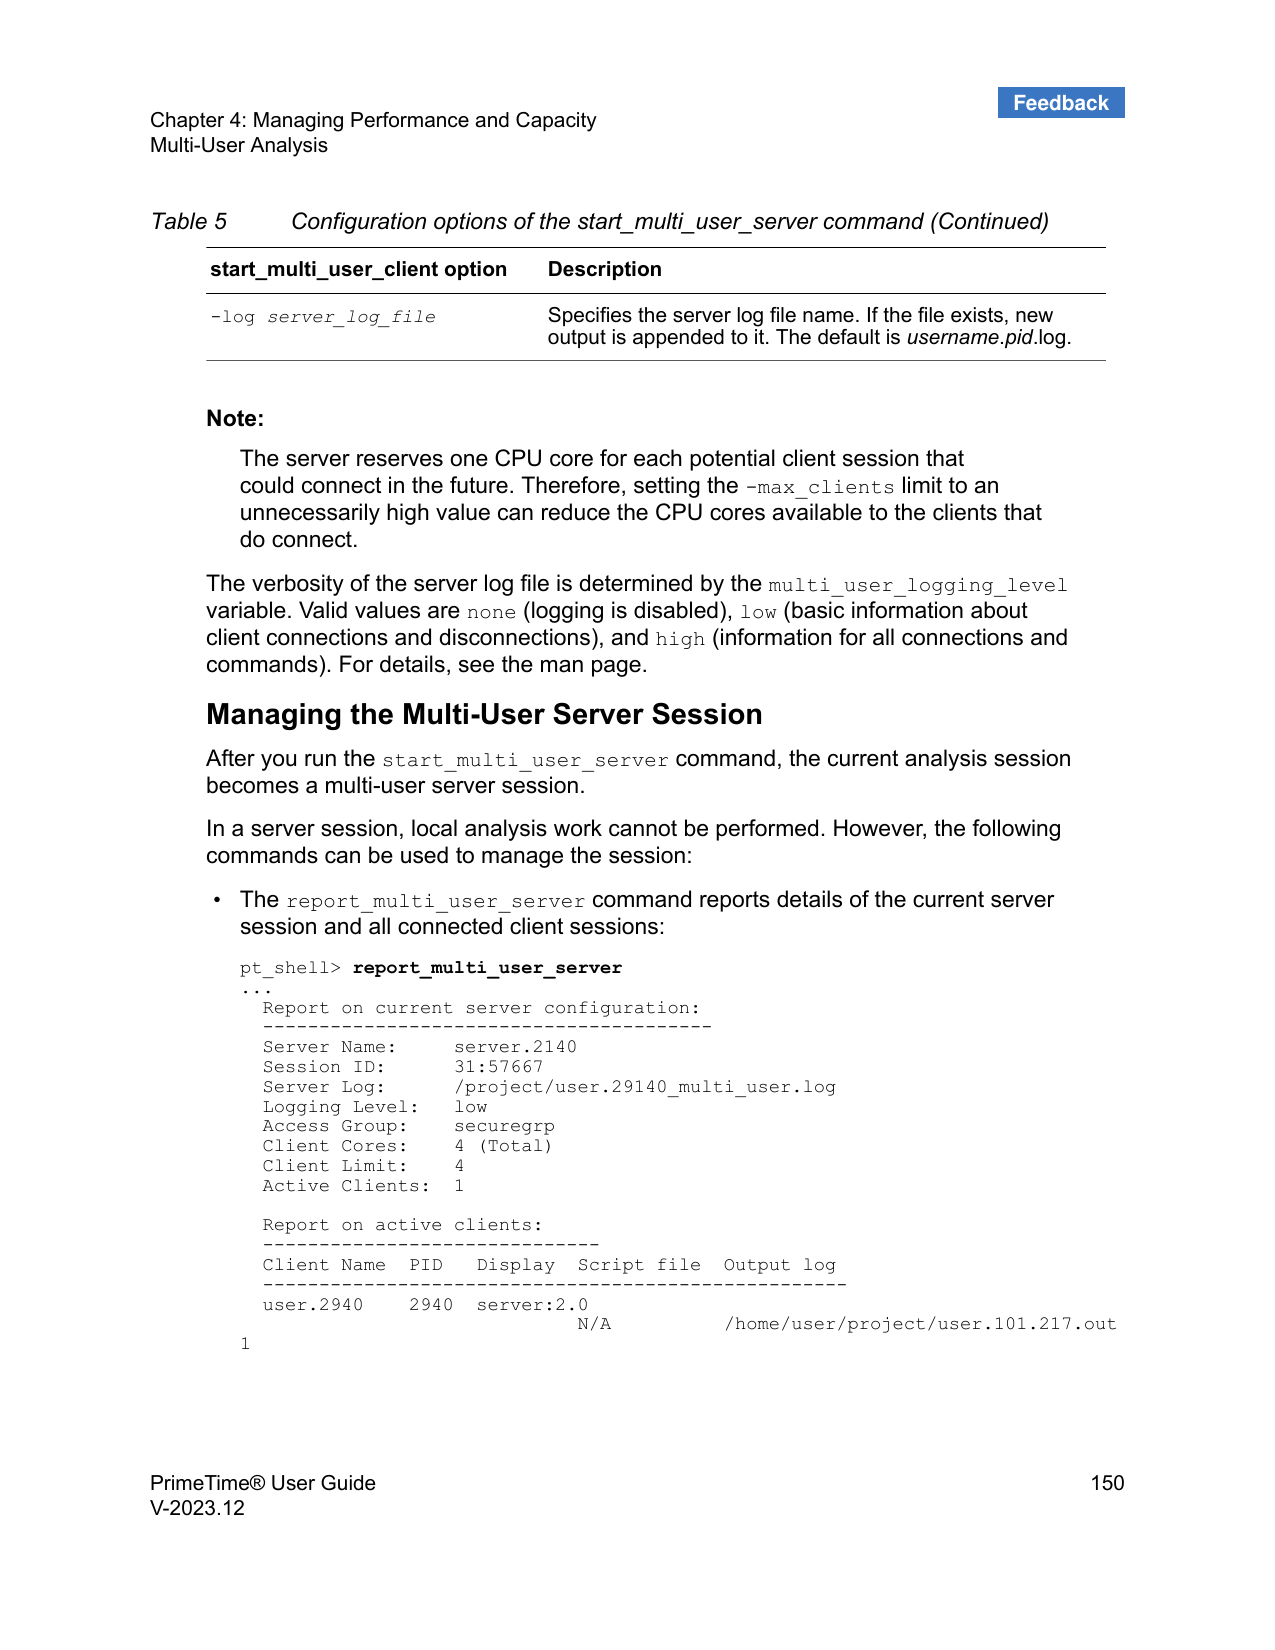 Feedback
Chapter 4: Managing Performance and Capacity
Multi-User Analysis
Table 5 Configuration options of the start_multi_user_server command (Continued)
start_multi_user_client option Description
-log server_log_file Specifies the server log file name. If the file exists, new
output is appended to it. The default is username.pid.log.
Note:
The server reserves one CPU core for each potential client session that
could connect in the future. Therefore, setting the -max_clients limit to an
unnecessarily high value can reduce the CPU cores available to the clients that
do connect.
The verbosity of the server log file is determined by the multi_user_logging_level
variable. Valid values are none (logging is disabled), low (basic information about
client connections and disconnections), and high (information for all connections and
commands). For details, see the man page.
Managing the Multi-User Server Session
After you run the start_multi_user_server command, the current analysis session
becomes a multi-user server session.
In a server session, local analysis work cannot be performed. However, the following
commands can be used to manage the session:
• The report_multi_user_server command reports details of the current server
session and all connected client sessions:
pt_shell> report_multi_user_server
...
Report on current server configuration:
----------------------------------------
Server Name: server.2140
Session ID: 31:57667
Server Log: /project/user.29140_multi_user.log
Logging Level: low
Access Group: securegrp
Client Cores: 4 (Total)
Client Limit: 4
Active Clients: 1
Report on active clients:
------------------------------
Client Name PID Display Script file Output log
----------------------------------------------------
user.2940 2940 server:2.0
N/A /home/user/project/user.101.217.out
1
PrimeTime® User Guide 150
V-2023.12